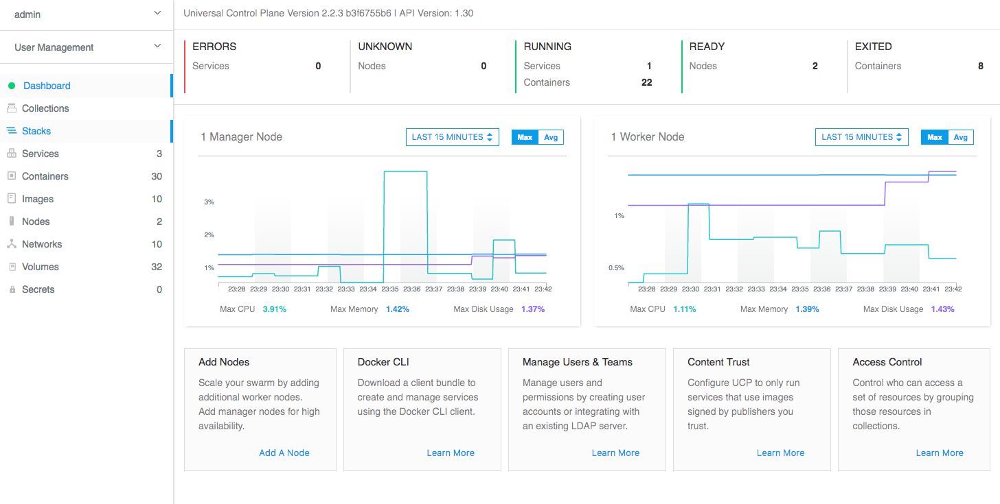 admin
User Management
Dashboard
Collections
Stacks
Services 3
Containers 30
Images 10
Nodes 2
Networks 10
Volumes 32
Secrets 0
Universal Control Plane Version 2.2.3 b3f6755b6 | API Version: 1.30
ERRORS
Services 0
UNKNOWN
Nodes 0
RUNNING
Services 1
Containers 22
READY
Nodes 2
EXITED
Containers 8
1 Manager Node
LAST 15 MINUTES
Max Avg
3%
2%
1%
23:28 23:29 23:30 23:31 23:32 23:33 23:34 23:35 23:36 23:37 23:38 23:39 23:40 23:41 23:42
Max CPU 3.91% Max Memory 1.42% Max Disk Usage 1.37%
1 Worker Node
LAST 15 MINUTES
Max Avg
1%
0.5%
23:28 23:29 23:30 23:31 23:32 23:33 23:34 23:35 23:36 23:37 23:38 23:39 23:40 23:41 23:42
Max CPU 1.11% Max Memory 1.39% Max Disk Usage 1.43%
Add Nodes
Scale your swarm by adding
additional worker nodes.
Add manager nodes for high
availability.
Add A Node
Docker CLI
Download a client bundle to
create and manage services
using the Docker CLI client.
Learn More
Manage Users & Teams
Manage users and
permissions by creating user
accounts or integrating with
an existing LDAP server.
Learn More
Content Trust
Configure UCP to only run
services that use images
signed by publishers you
trust.
Learn More
Access Control
Control who can access a
set of resources by grouping
those resources in
collections.
Learn More